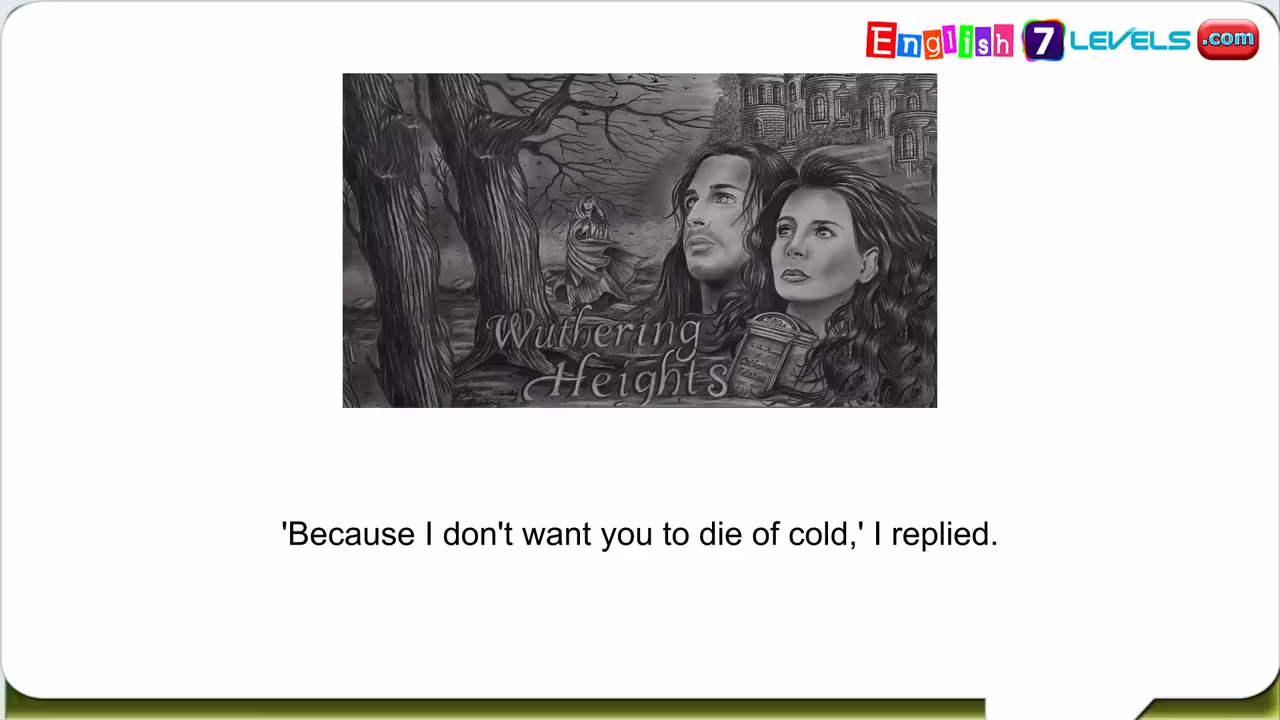 English 7 LEVELS .com
Wuthering
Heights
'Because I don't want you to die of cold,' I replied.